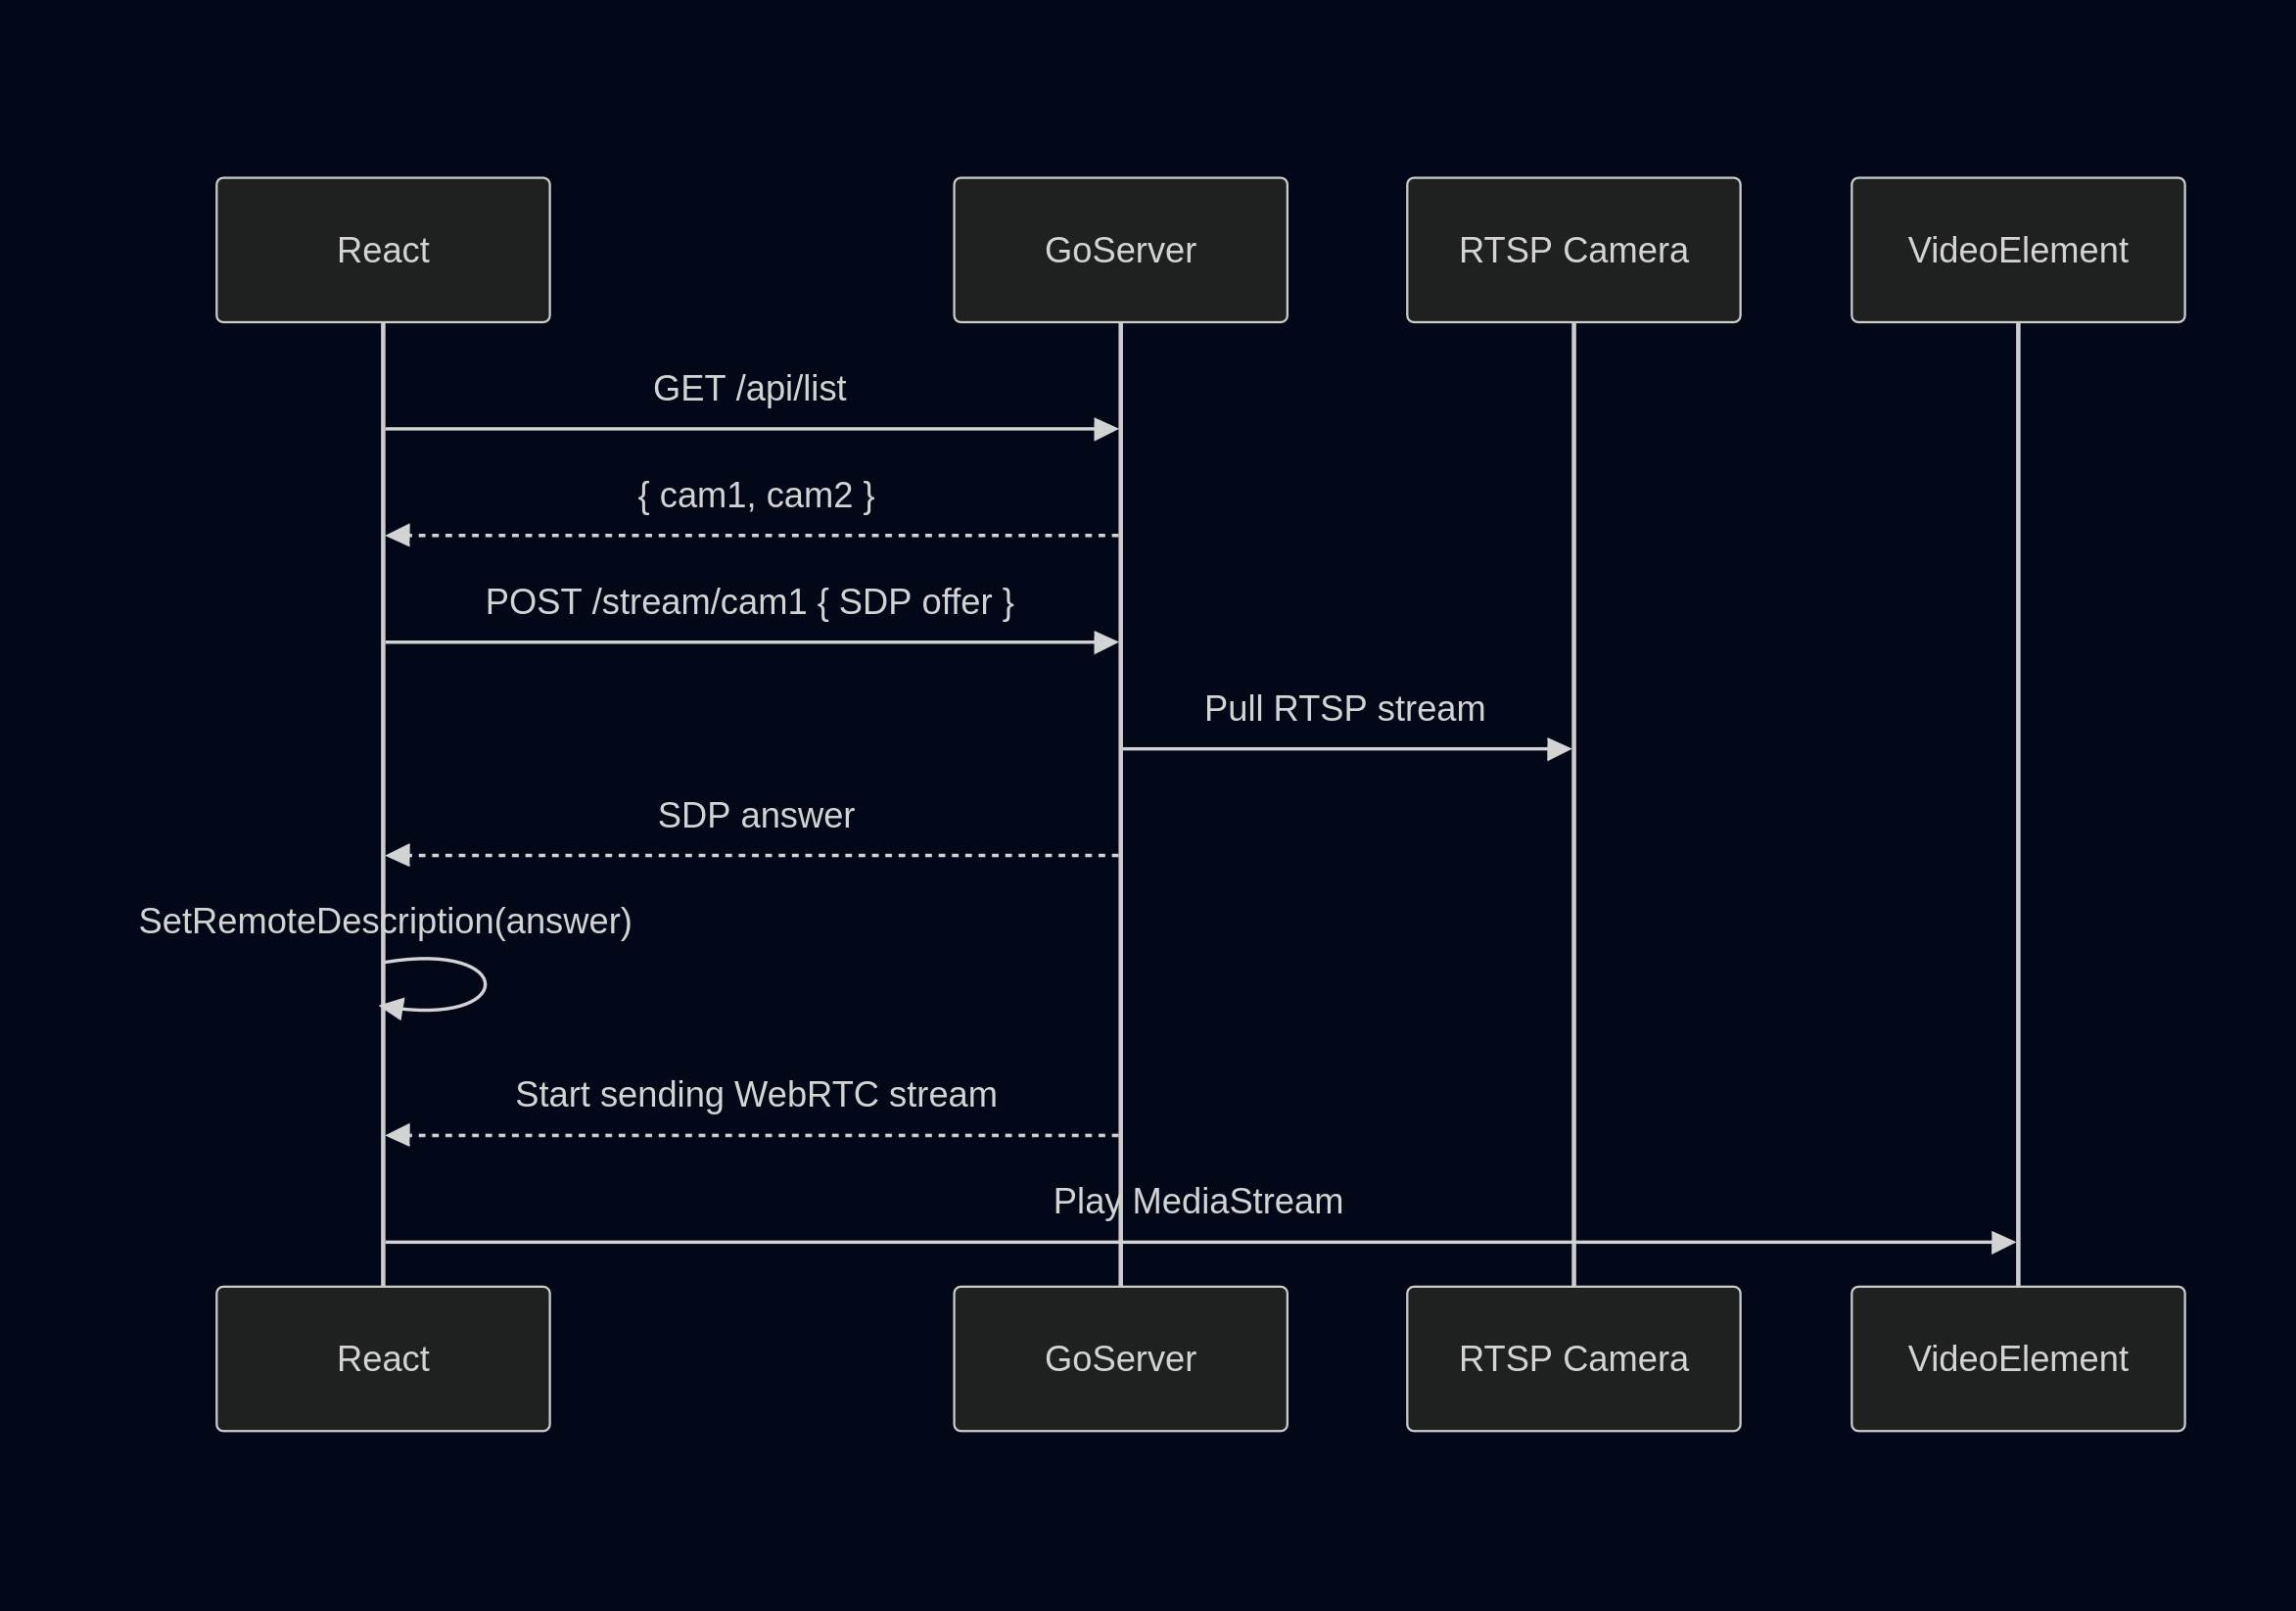 React
GoServer
RTSP Camera
VideoElement
GET /api/list
{ cam1, cam2 }
POST /stream/cam1 { SDP offer }
Pull RTSP stream
SDP answer
SetRemoteDescription(answer)
Start sending WebRTC stream
Play MediaStream
React
GoServer
RTSP Camera
VideoElement